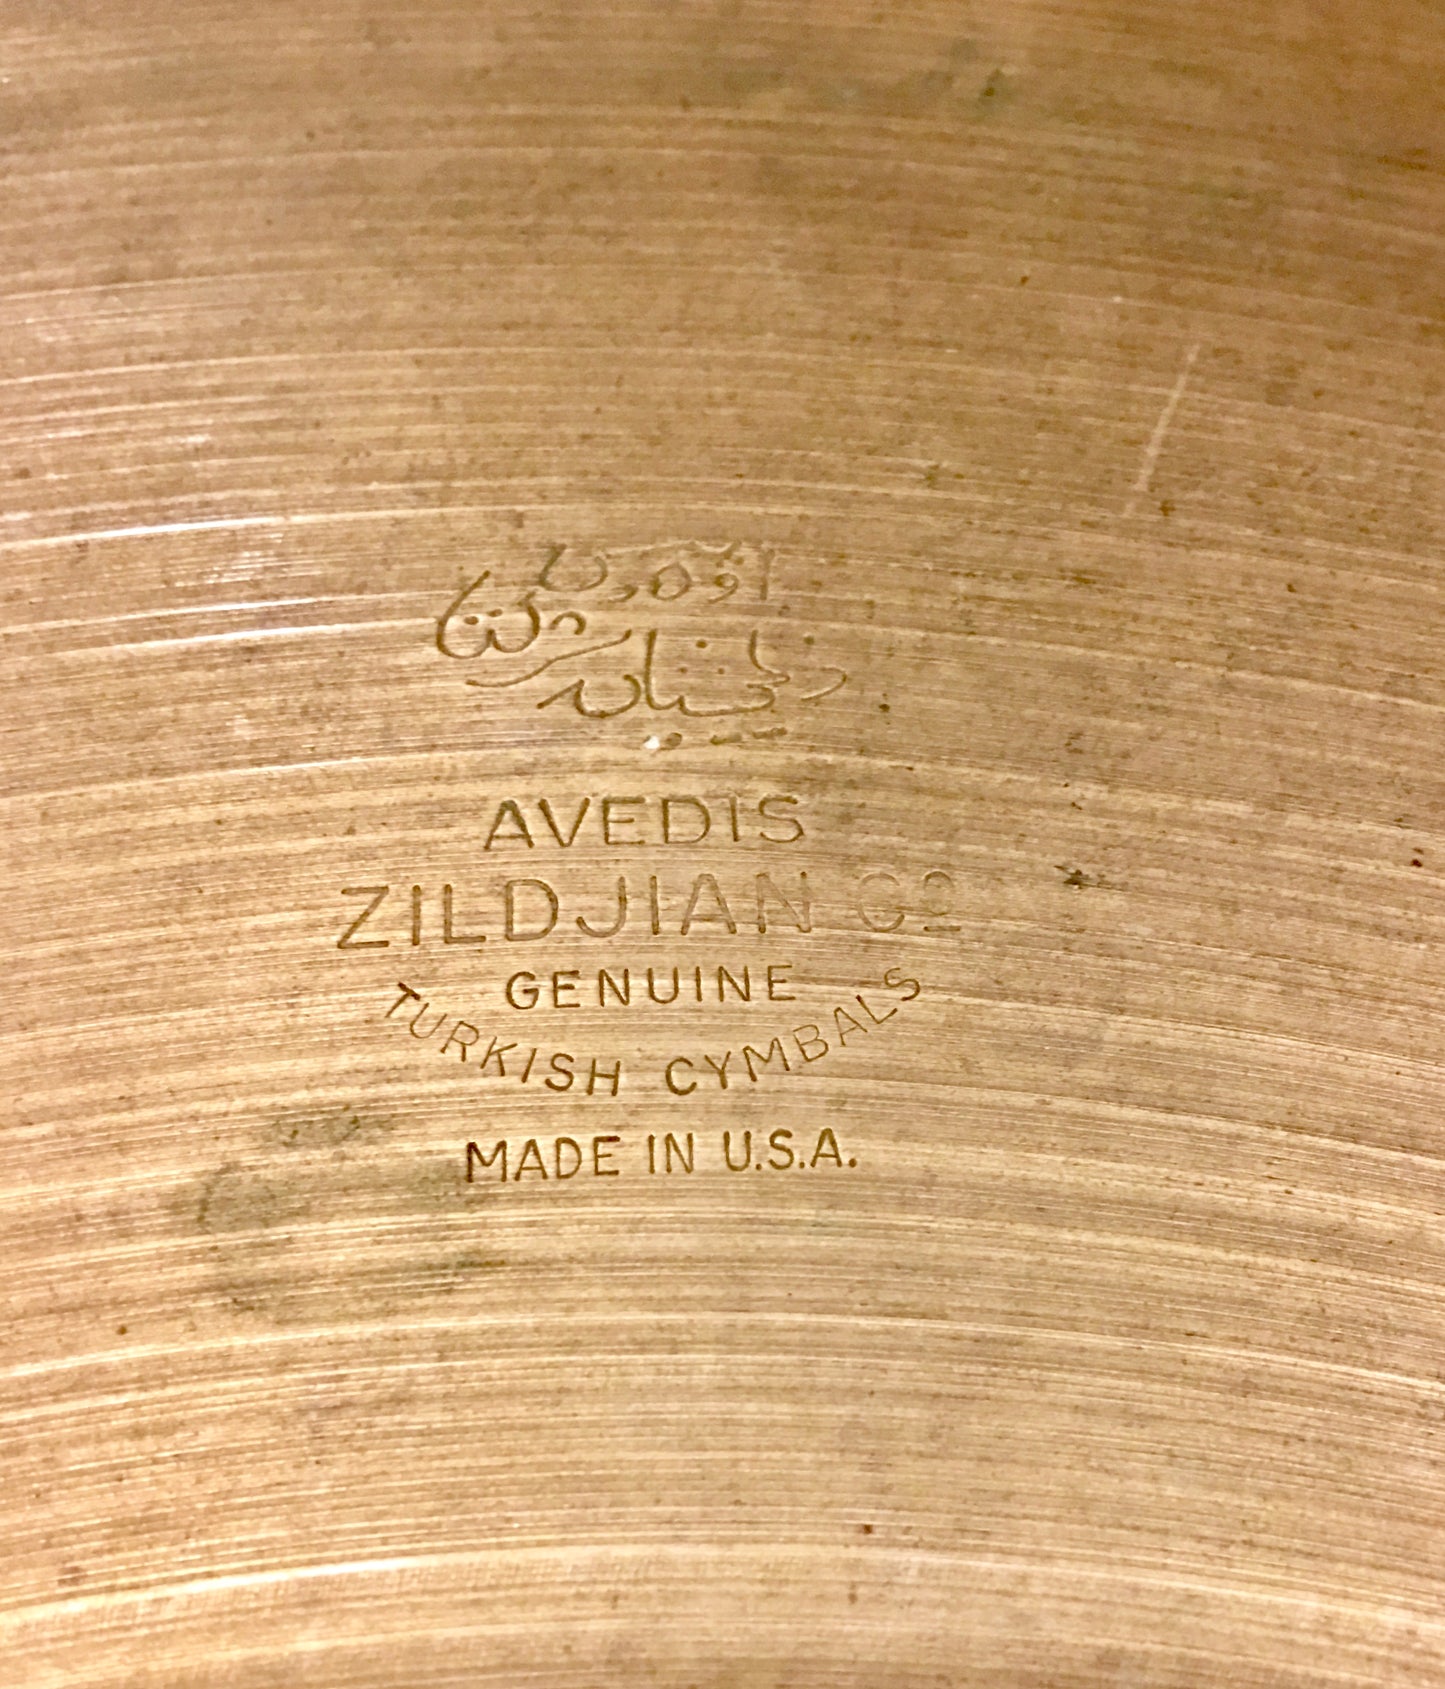 AVEDIS
ZILDJIAN Co
GENUINE
TURKISH CYMBALS
MADE IN U.S.A.